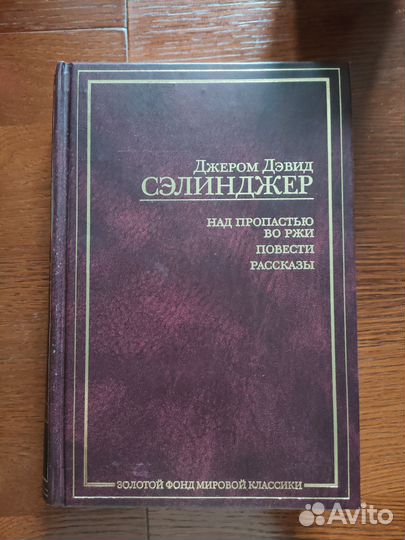 Джером Дэвид
СЭЛИНДЖЕР
НАД ПРОПАСТЬЮ
ВО РЖИ
ПОВЕСТИ
РАССКАЗЫ
ЗОЛОТОЙ ФОНД МИРОВОЙ КЛАССИКИ
Avito